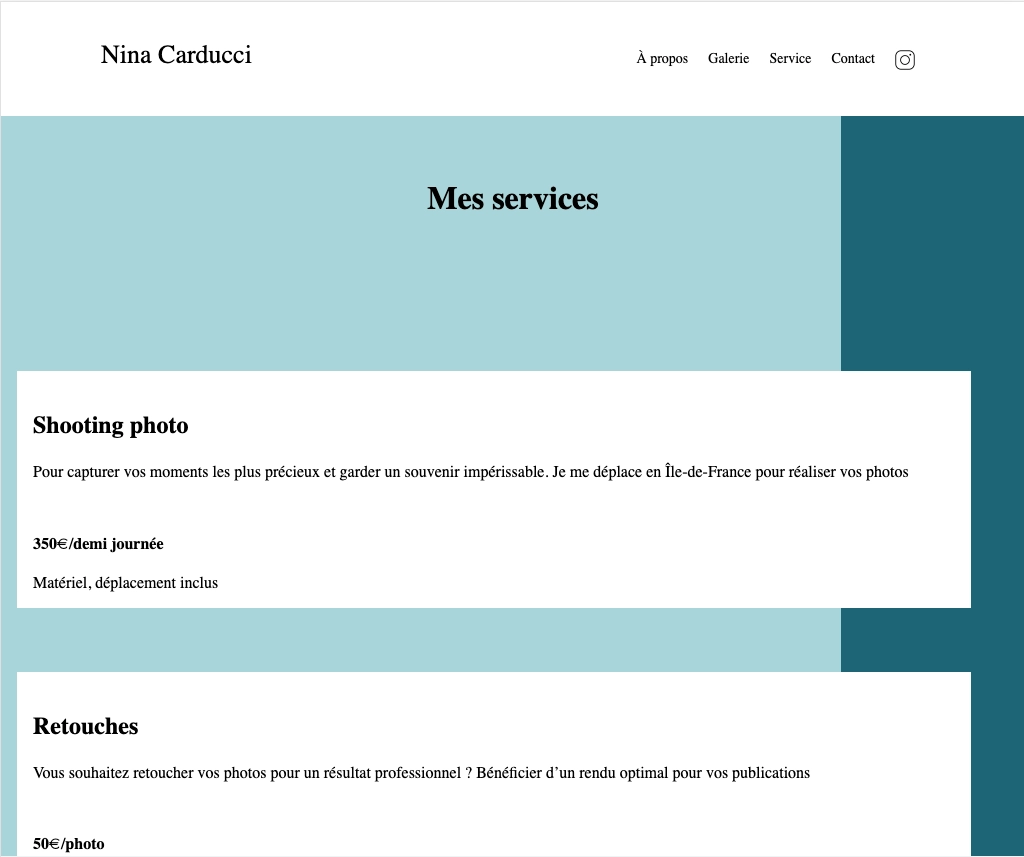 Nina Carducci
À propos Galerie Service Contact
Mes services
Shooting photo
Pour capturer vos moments les plus précieux et garder un souvenir impérissable. Je me déplace en Île-de-France pour réaliser vos photos
350€/demi journée
Matériel, déplacement inclus
Retouches
Vous souhaitez retoucher vos photos pour un résultat professionnel ? Bénéficier d’un rendu optimal pour vos publications
50€/photo